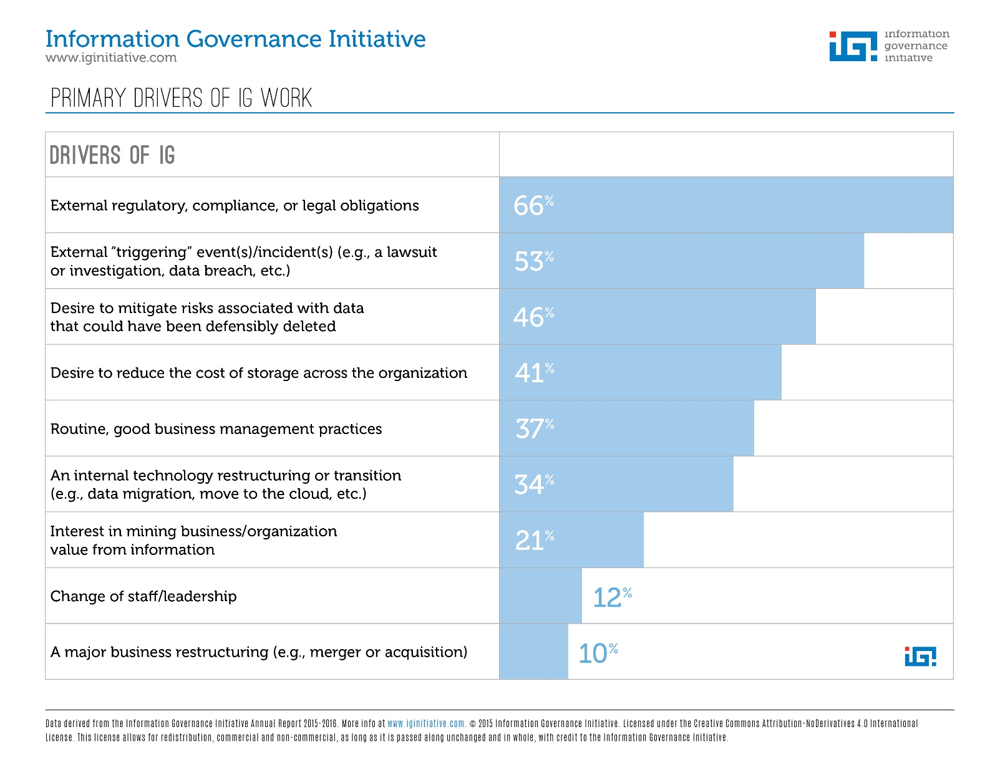 Information Governance Initiative
www.iginitiative.com
information
governance
initiative
PRIMARY DRIVERS OF IG WORK
DRIVERS OF IG
External regulatory, compliance, or legal obligations
66%
External “triggering” event(s)/incident(s) (e.g., a lawsuit
or investigation, data breach, etc.)
53%
Desire to mitigate risks associated with data
that could have been defensibly deleted
46%
Desire to reduce the cost of storage across the organization
41%
Routine, good business management practices
37%
An internal technology restructuring or transition
(e.g., data migration, move to the cloud, etc.)
34%
Interest in mining business/organization
value from information
21%
Change of staff/leadership
12%
A major business restructuring (e.g., merger or acquisition)
10%
iG!
Data derived from the Information Governance Initiative Annual Report 2015-2016. More info at www.iginitiative.com. © 2015 Information Governance Initiative. Licensed under the Creative Commons Attribution-NoDerivatives 4.0 International
License. This license allows for redistribution, commercial and non-commercial, as long as it is passed along unchanged and in whole, with credit to the Information Governance Initiative.